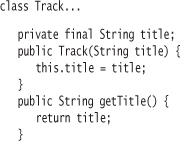 class Track...
private final String title;
public Track(String title) {
this.title = title;
}
public String getTitle() {
return title;
}